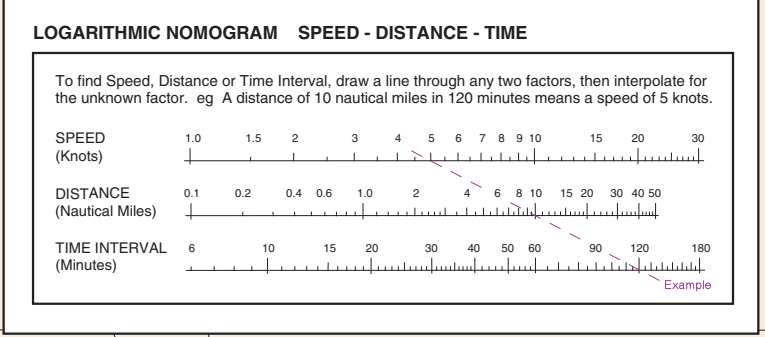 LOGARITHMIC NOMOGRAM SPEED - DISTANCE - TIME
To find Speed, Distance or Time Interval, draw a line through any two factors, then interpolate for
the unknown factor. eg A distance of 10 nautical miles in 120 minutes means a speed of 5 knots.
SPEED 1.0 1.5 2 3 4 5 6 7 8 9 10 15 20 30
(Knots)
DISTANCE 0.1 0.2 0.4 0.6 1.0 2 4 6 8 10 15 20 30 40 50
(Nautical Miles)
TIME INTERVAL 6 10 15 20 30 40 50 60 90 120 180
(Minutes)
Example